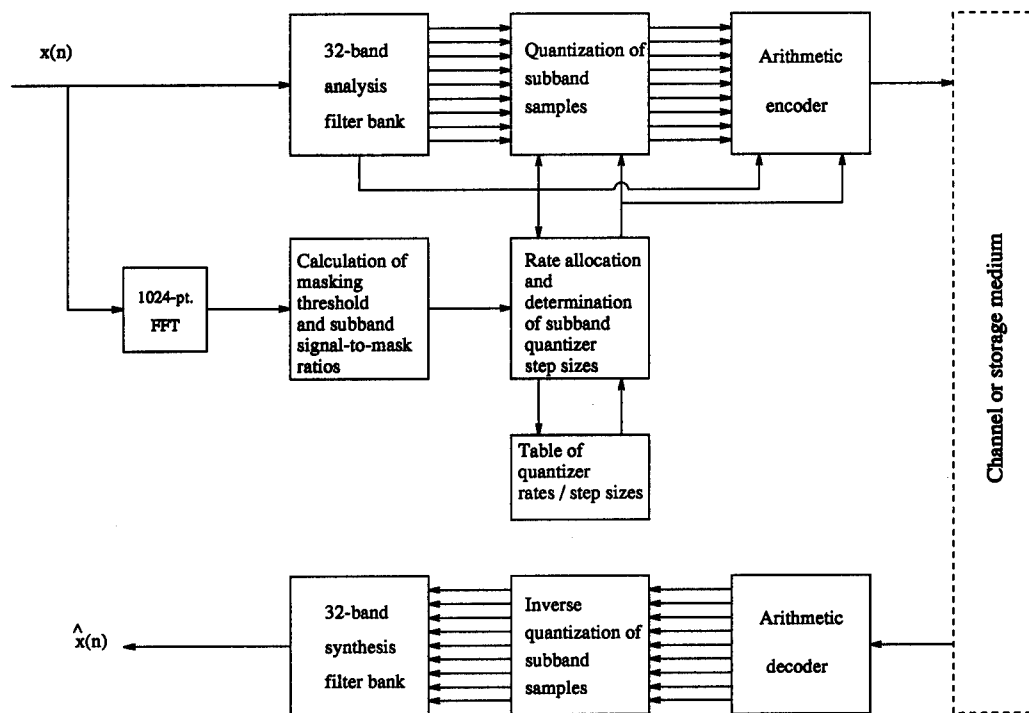 x(n)
32-band
analysis
filter bank
Quantization of
subband
samples
Arithmetic
encoder
1024-pt.
FFT
Calculation of
masking
threshold
and subband
signal-to-mask
ratios
Rate allocation
and
determination
of subband
quantizer
step sizes
Table of
quantizer
rates / step sizes
Channel or storage medium
x̂(n)
32-band
synthesis
filter bank
Inverse
quantization of
subband
samples
Arithmetic
decoder